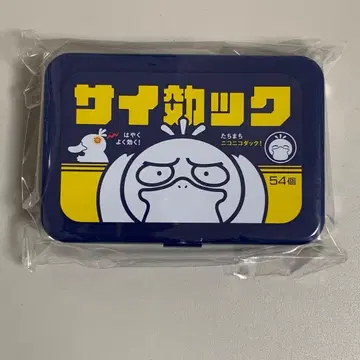 サイ効ック
はやく
よく効く!
たちまち
ニコニコダック!
54個